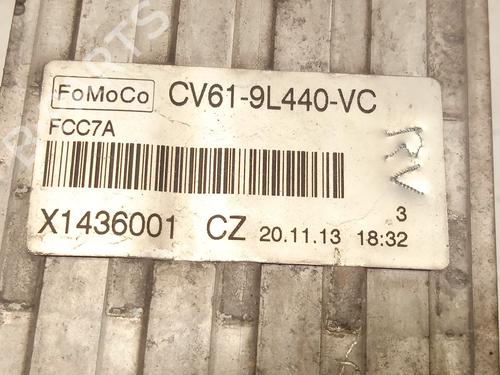 FoMoCo CV61-9L440-VC
FCC7A
3
X1436001 CZ 20.11.13 18:32